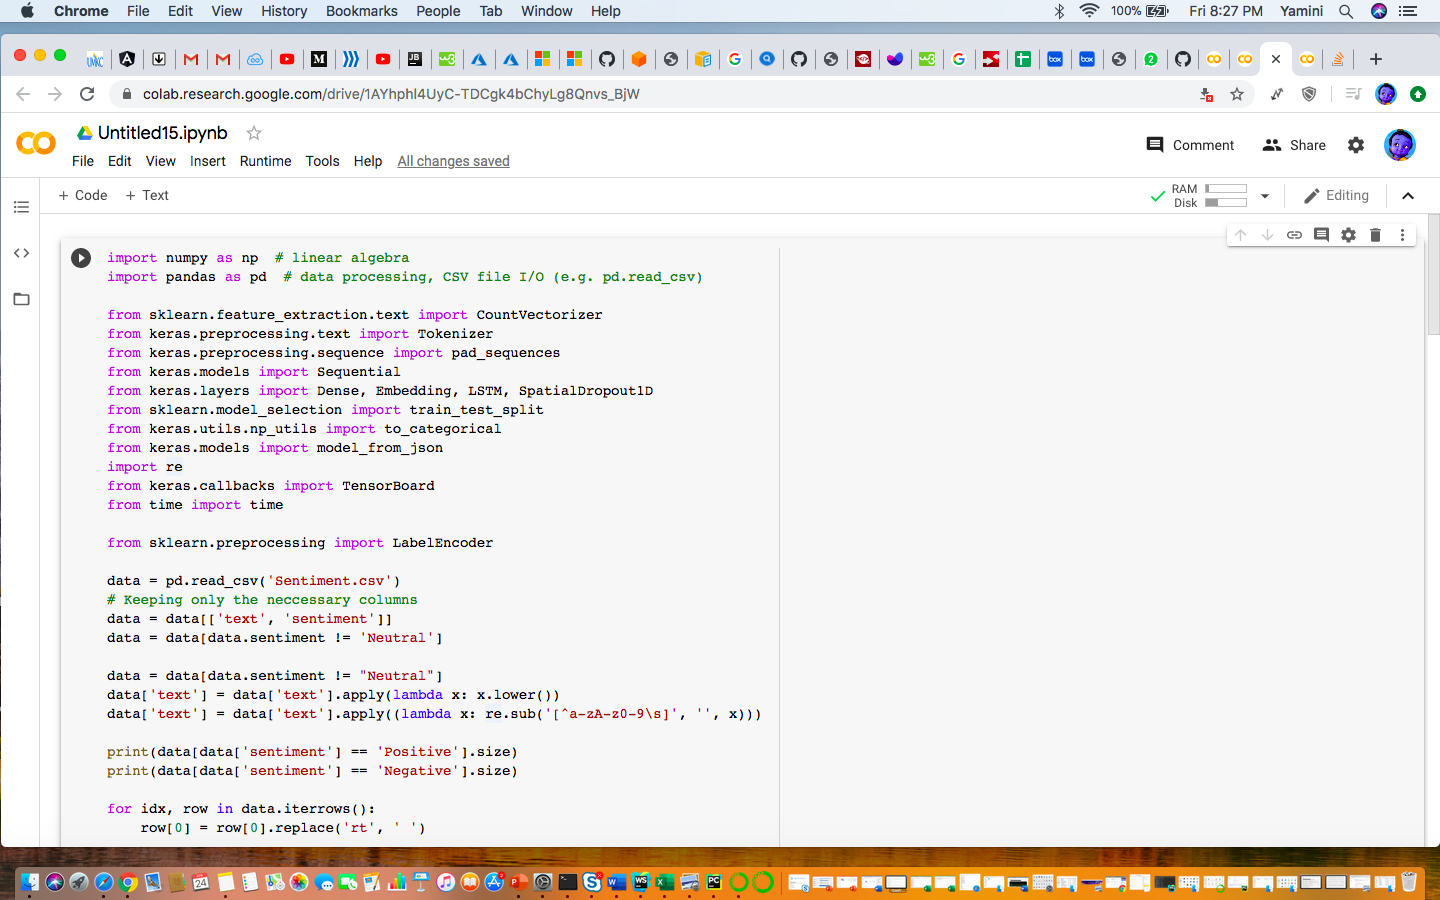 Chrome File Edit View History Bookmarks People Tab Window Help 100% Fri 8:27 PM Yamini
colab.research.google.com/drive/1AYhphI4UyC-TDCgk4bChyLg8Qnvs_BjW
Untitled15.ipynb
File Edit View Insert Runtime Tools Help All changes saved
Comment Share
+ Code + Text
RAM
Disk
Editing
import numpy as np  # linear algebra
import pandas as pd  # data processing, CSV file I/O (e.g. pd.read_csv)
from sklearn.feature_extraction.text import CountVectorizer
from keras.preprocessing.text import Tokenizer
from keras.preprocessing.sequence import pad_sequences
from keras.models import Sequential
from keras.layers import Dense, Embedding, LSTM, SpatialDropout1D
from sklearn.model_selection import train_test_split
from keras.utils.np_utils import to_categorical
from keras.models import model_from_json
import re
from keras.callbacks import TensorBoard
from time import time
from sklearn.preprocessing import LabelEncoder
data = pd.read_csv('Sentiment.csv')
# Keeping only the neccessary columns
data = data[['text', 'sentiment']]
data = data[data.sentiment != 'Neutral']
data = data[data.sentiment != "Neutral"]
data['text'] = data['text'].apply(lambda x: x.lower())
data['text'] = data['text'].apply((lambda x: re.sub('[^a-zA-z0-9\s]', '', x)))
print(data[data['sentiment'] == 'Positive'].size)
print(data[data['sentiment'] == 'Negative'].size)
for idx, row in data.iterrows():
    row[0] = row[0].replace('rt', ' ')